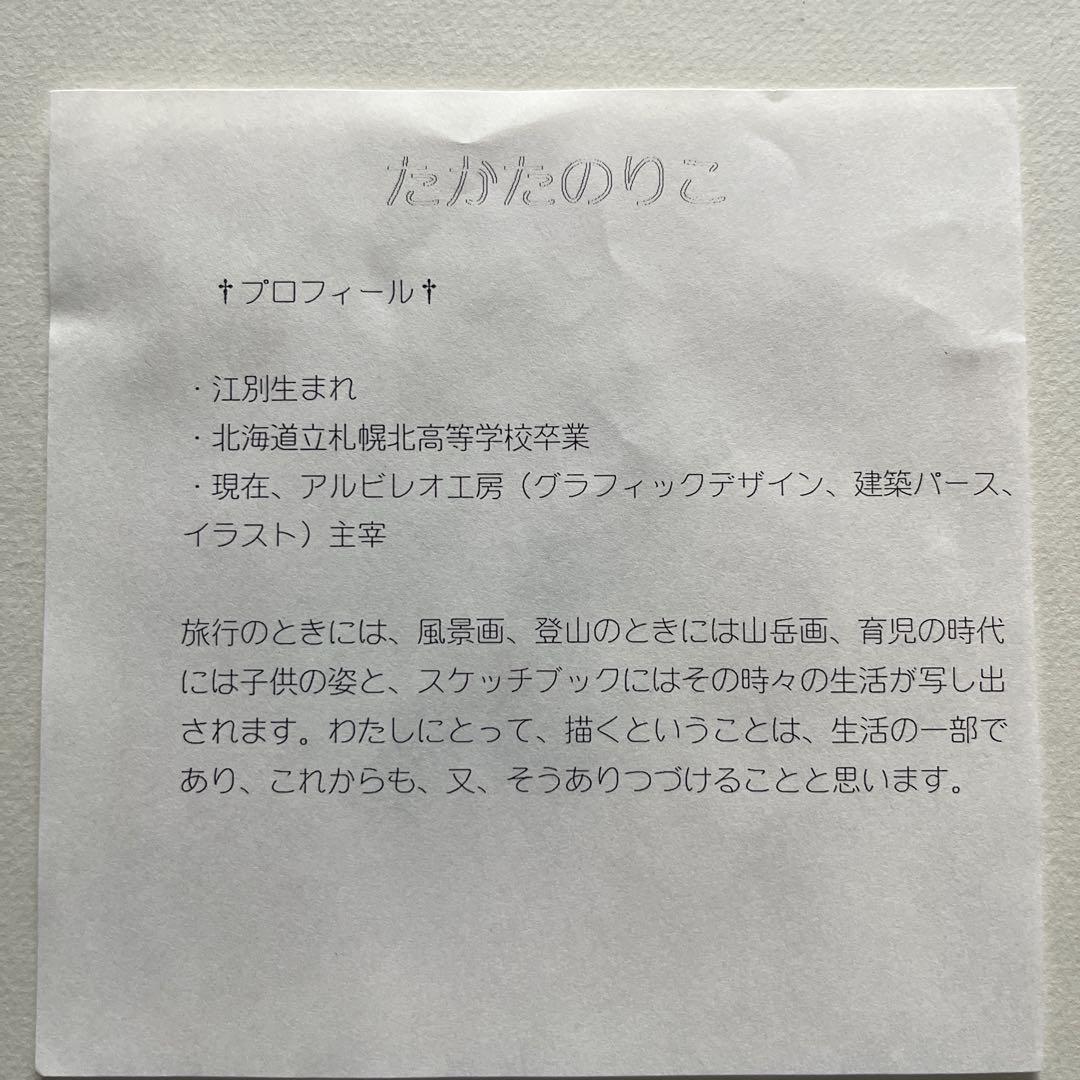 たかたのりこ
†プロフィール†
・江別生まれ
・北海道立札幌北高等学校卒業
・現在、アルビレオ工房（グラフィックデザイン、建築パース、
イラスト）主宰
旅行のときには、風景画、登山のときには山岳画、育児の時代
には子供の姿と、スケッチブックにはその時々の生活が写し出
されます。わたしにとって、描くということは、生活の一部で
あり、これからも、又、そうありつづけることと思います。